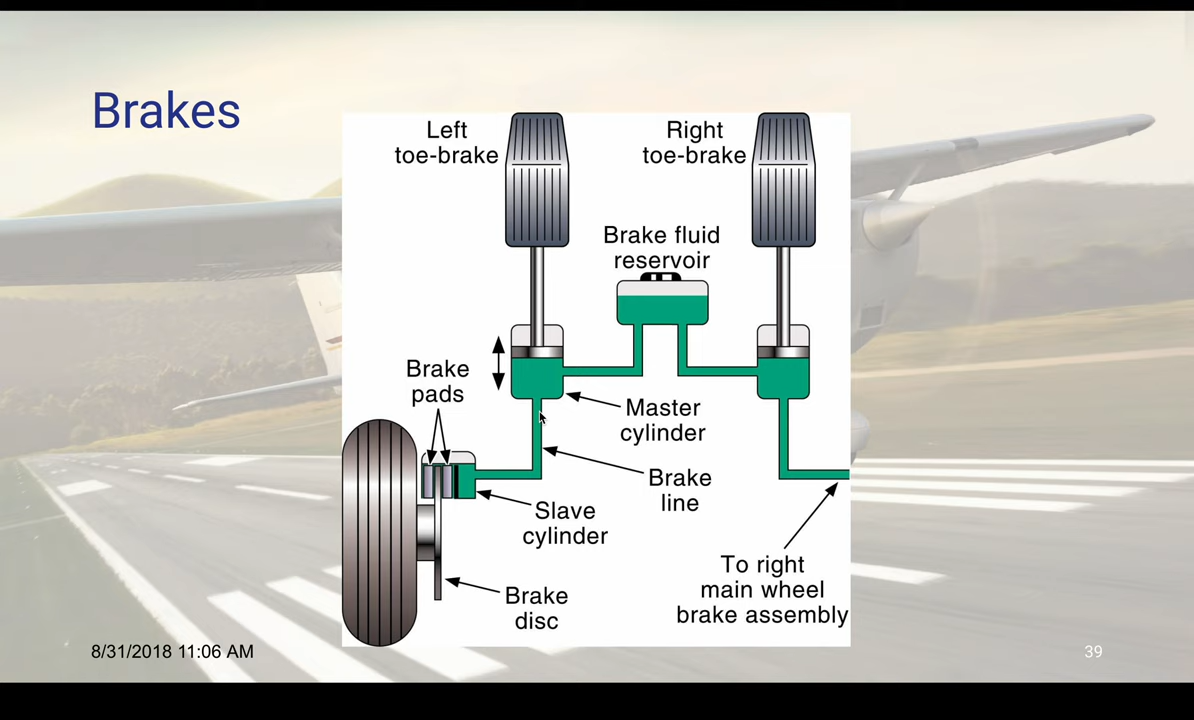 Brakes
Left
toe-brake
Right
toe-brake
Brake fluid
reservoir
Brake
pads
Master
cylinder
Brake
line
Slave
cylinder
To right
main wheel
brake assembly
Brake
disc
8/31/2018 11:06 AM
39